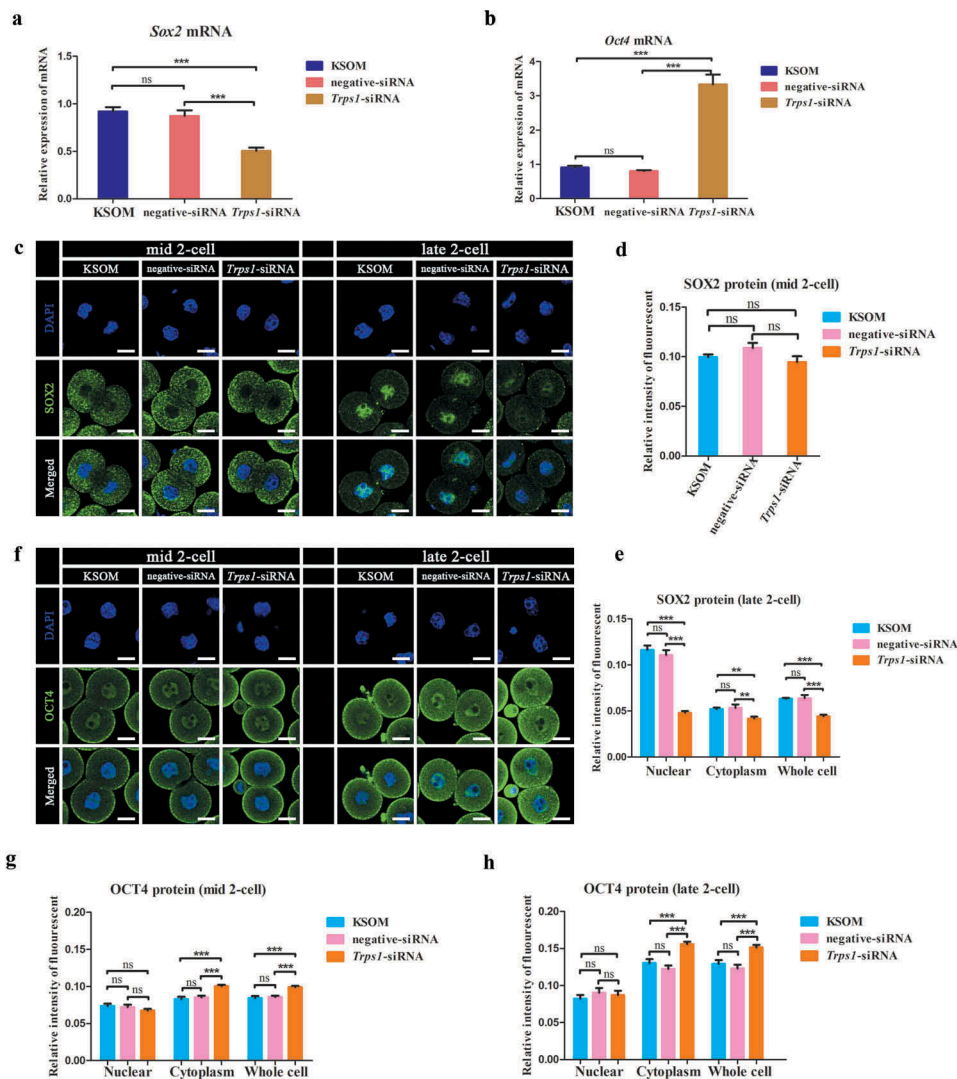 a
Sox2 mRNA
Relative expression of mRNA
1.5
1.0
0.5
0.0
***
ns
***
KSOM
negative-siRNA
Trps1-siRNA
KSOM
negative-siRNA
Trps1-siRNA
b
Oct4 mRNA
Relative expression of mRNA
6
4
2
1
0
***
***
ns
KSOM
negative-siRNA
Trps1-siRNA
KSOM
negative-siRNA
Trps1-siRNA
c
mid 2-cell
late 2-cell
KSOM
negative-siRNA
Trps1-siRNA
KSOM
negative-siRNA
Trps1-siRNA
DAPI
SOX2
Merged
d
SOX2 protein (mid 2-cell)
Relative intensity of fluourescent
0.15
0.10
0.05
0.00
ns
ns
ns
KSOM
negative-siRNA
Trps1-siRNA
KSOM
negative-siRNA
Trps1-siRNA
f
mid 2-cell
late 2-cell
KSOM
negative-siRNA
Trps1-siRNA
KSOM
negative-siRNA
Trps1-siRNA
DAPI
OCT4
Merged
e
SOX2 protein (late 2-cell)
Relative intensity of fluourescent
0.15
0.10
0.05
0.00
***
ns
***
**
ns
**
***
ns
***
Nuclear
Cytoplasm
Whole cell
KSOM
negative-siRNA
Trps1-siRNA
g
OCT4 protein (mid 2-cell)
Relative intensity of fluourescent
0.20
0.15
0.10
0.05
0.00
ns
ns
ns
***
ns
***
***
ns
***
Nuclear
Cytoplasm
Whole cell
KSOM
negative-siRNA
Trps1-siRNA
h
OCT4 protein (late 2-cell)
Relative intensity of fluourescent
0.20
0.15
0.10
0.05
0.00
ns
ns
ns
***
ns
***
***
ns
***
Nuclear
Cytoplasm
Whole cell
KSOM
negative-siRNA
Trps1-siRNA